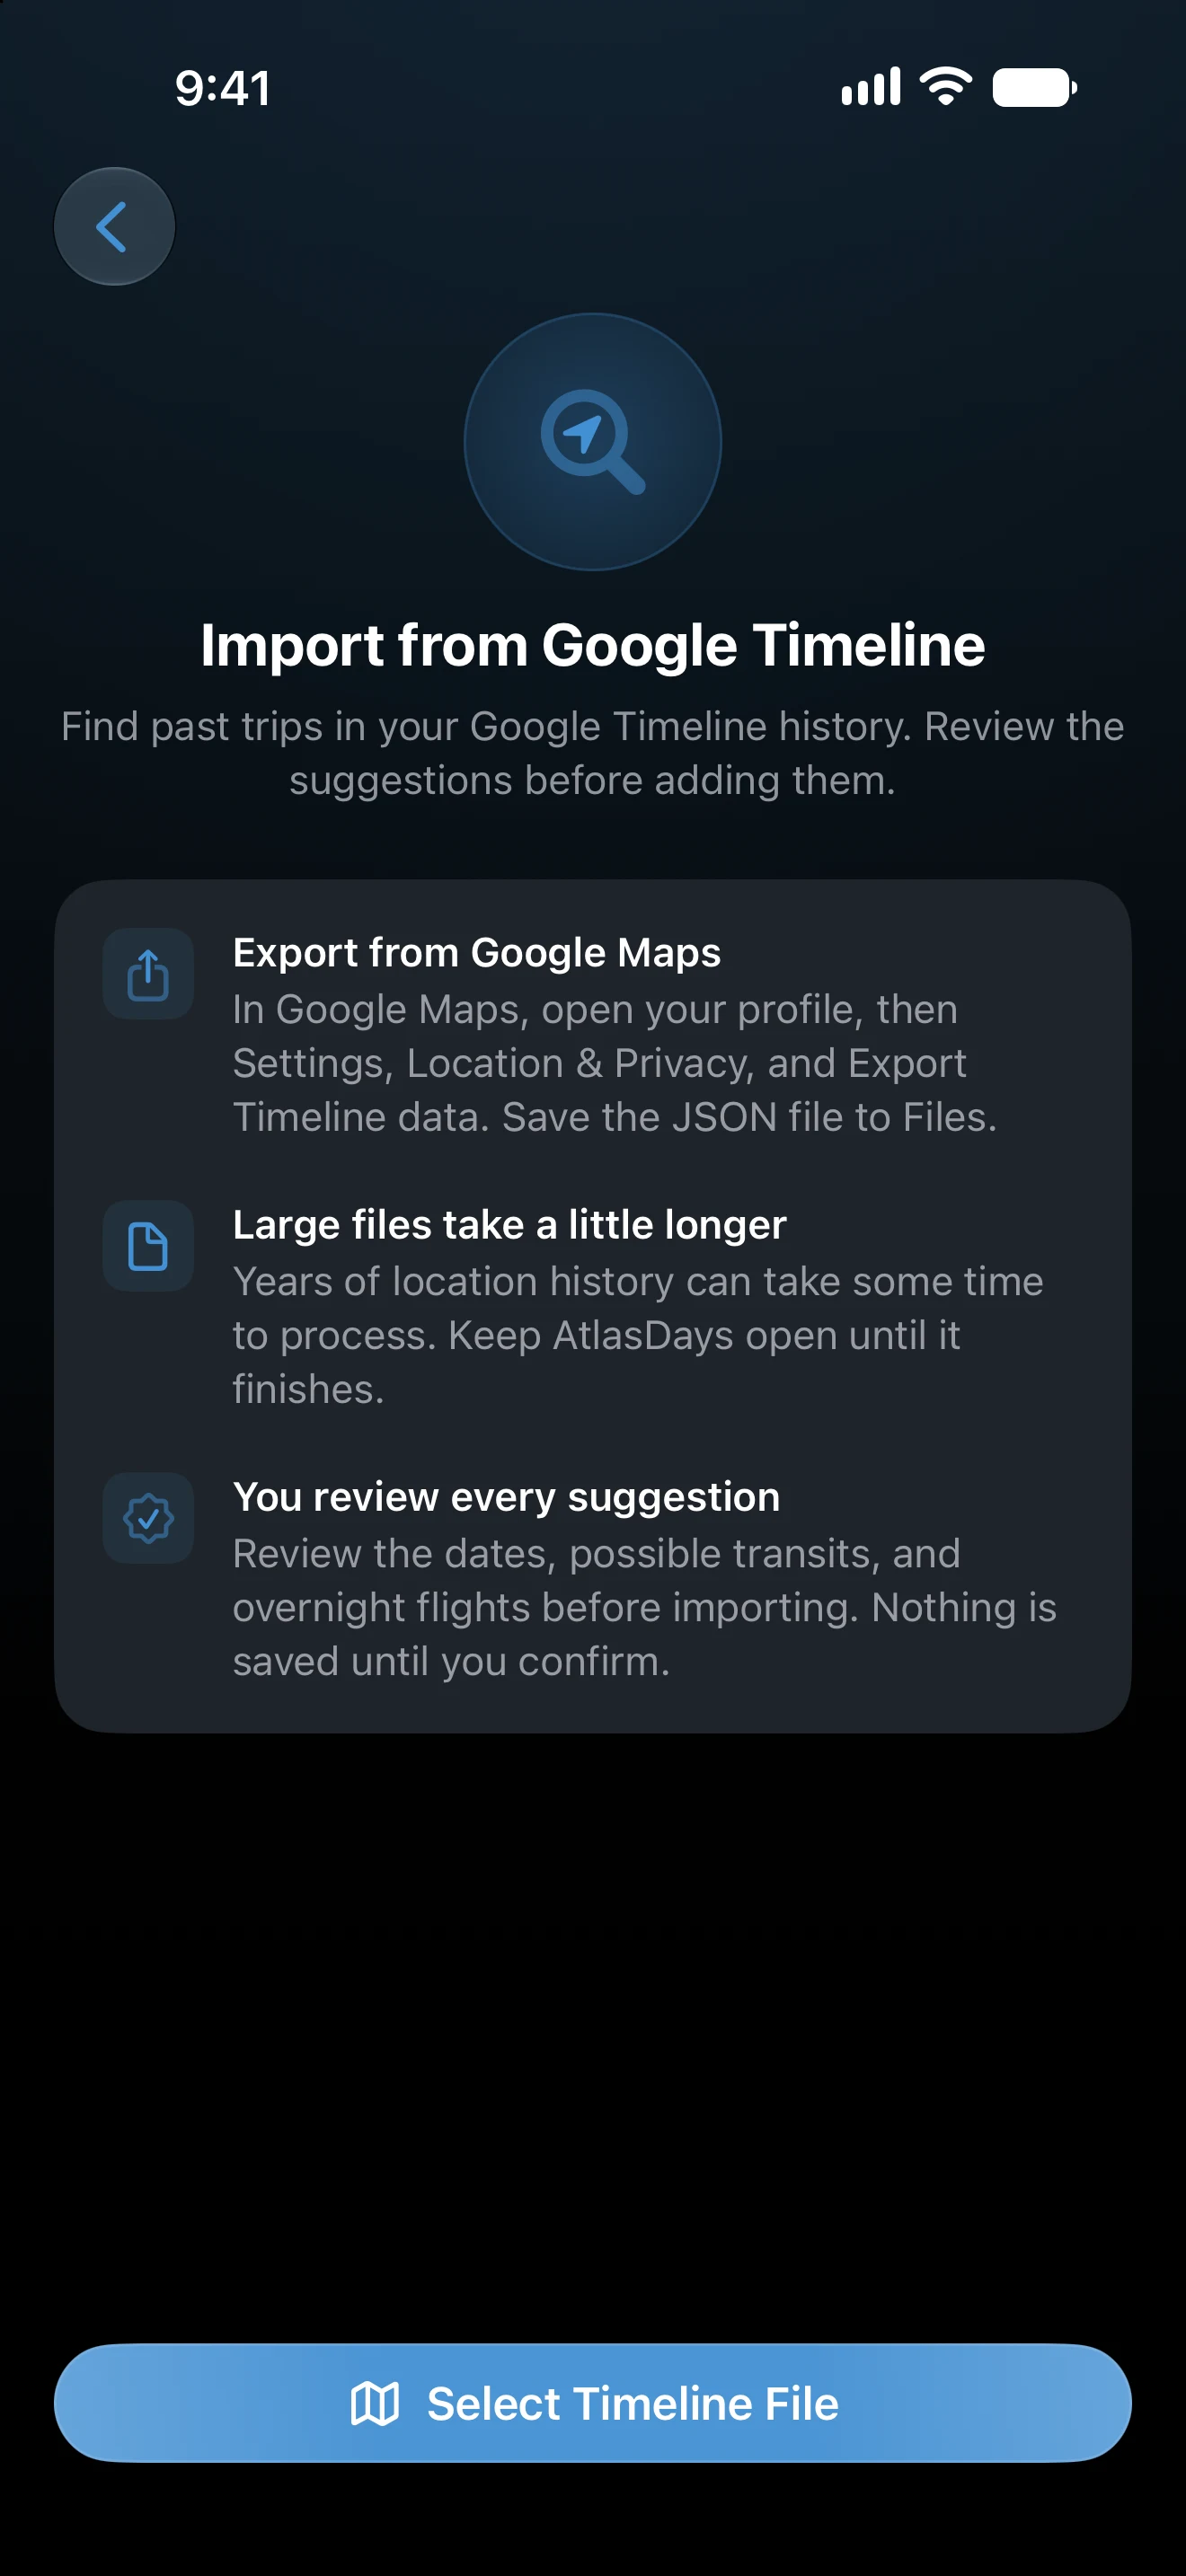 9:41
Import from Google Timeline
Find past trips in your Google Timeline history. Review the
suggestions before adding them.
Export from Google Maps
In Google Maps, open your profile, then
Settings, Location & Privacy, and Export
Timeline data. Save the JSON file to Files.
Large files take a little longer
Years of location history can take some time
to process. Keep AtlasDays open until it
finishes.
You review every suggestion
Review the dates, possible transits, and
overnight flights before importing. Nothing is
saved until you confirm.
Select Timeline File